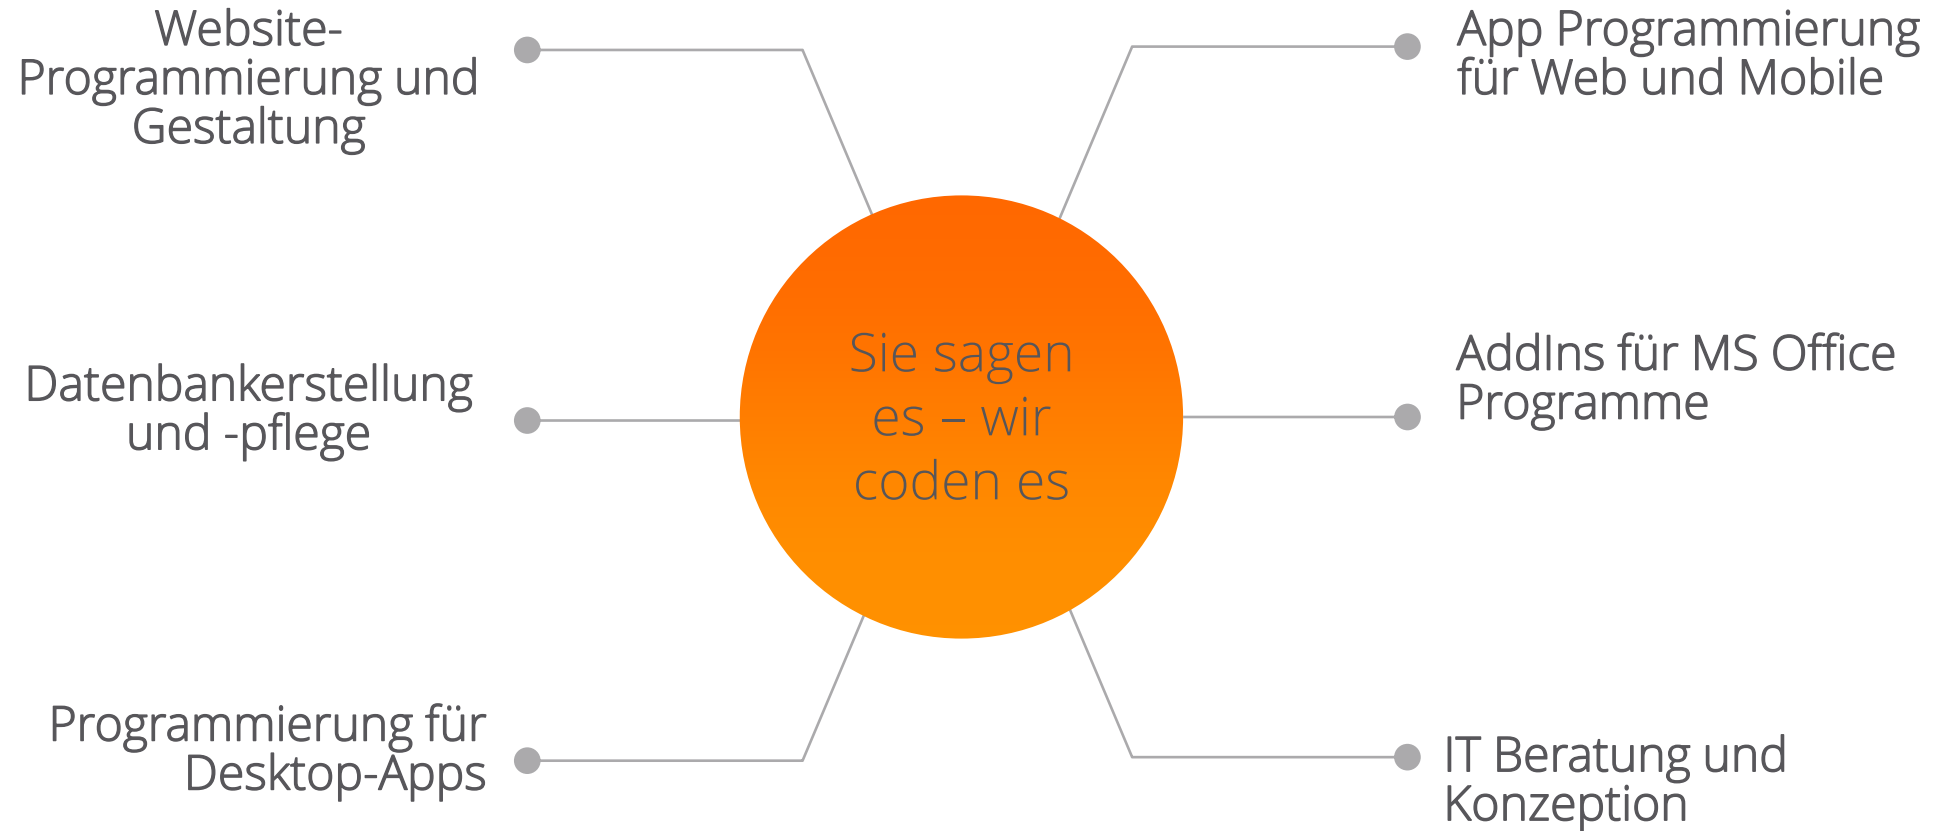 Website-
Programmierung und
Gestaltung
App Programmierung
für Web und Mobile
Datenbankerstellung
und -pflege
Sie sagen
es – wir
coden es
AddIns für MS Office
Programme
Programmierung für
Desktop-Apps
IT Beratung und
Konzeption